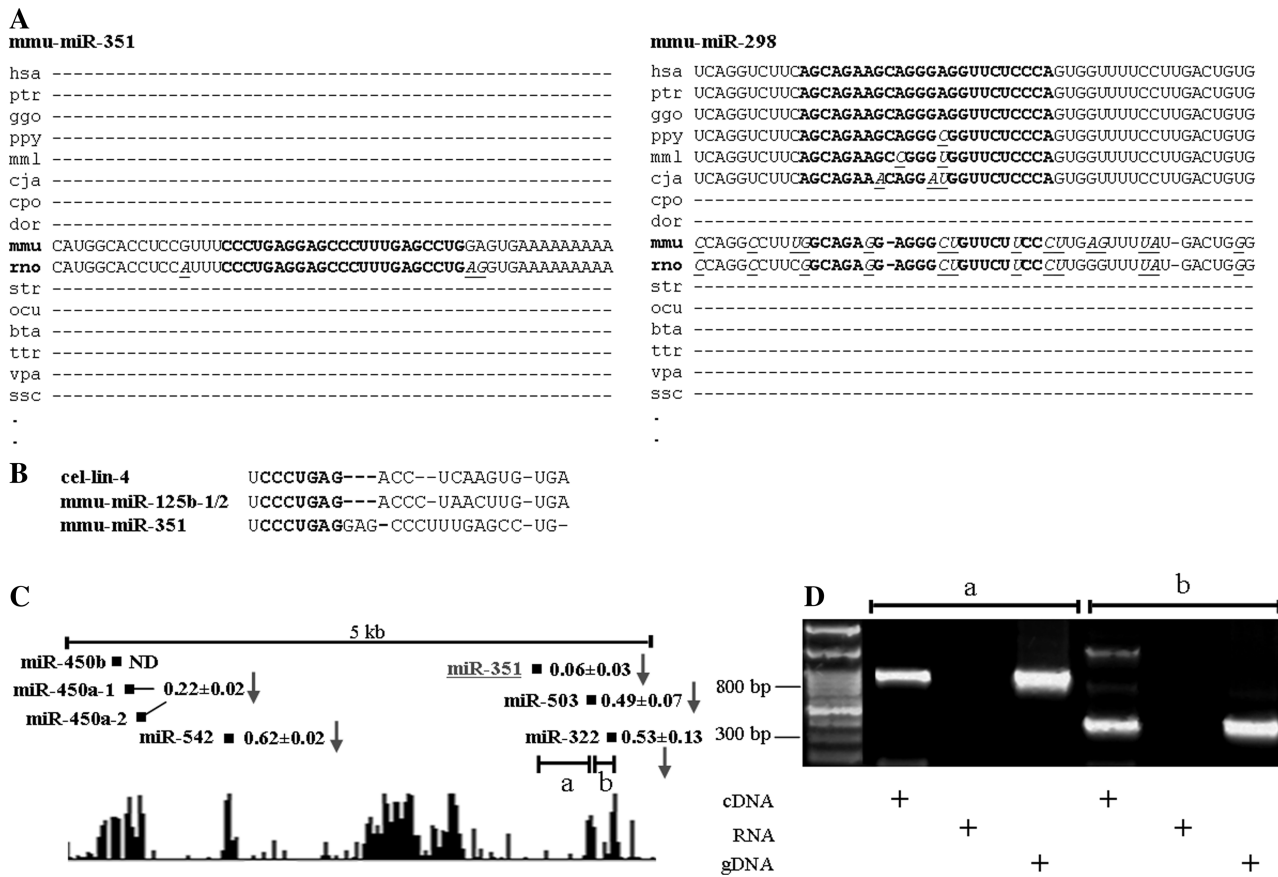 A
mmu-miR-351
hsa ----------------------------------------------------
ptr ----------------------------------------------------
ggo ----------------------------------------------------
ppy ----------------------------------------------------
mml ----------------------------------------------------
cja ----------------------------------------------------
cpo ----------------------------------------------------
dor ----------------------------------------------------
mmu CAUGGCACCUCCGUUUCCCUGAGGAGCCCUUUGAGCCUGGAGUGAAAAAAAAA
rno CAUGGCACCUCCAUUUCCCUGAGGAGCCCUUUGAGCCUGAGGUGAAAAAAAAA
str ----------------------------------------------------
ocu ----------------------------------------------------
bta ----------------------------------------------------
ttr ----------------------------------------------------
vpa ----------------------------------------------------
ssc ----------------------------------------------------
.
.
mmu-miR-298
hsa UCAGGUCUUCAGCAGAAGCAGGGAGGUUCUCCCAGUGGUUUUCCUUGACUGUG
ptr UCAGGUCUUCAGCAGAAGCAGGGAGGUUCUCCCAGUGGUUUUCCUUGACUGUG
ggo UCAGGUCUUCAGCAGAAGCAGGGAGGUUCUCCCAGUGGUUUUCCUUGACUGUG
ppy UCAGGUCUUCAGCAGAAGCAGGGCGGUUCUCCCAGUGGUUUUCCUUGACUGUG
mml UCAGGUCUUCAGCAGAAGCCGGGUGGUUCUCCCAGUGGUUUUCCUUGACUGUG
cja UCAGGUCUUCAGCAGAAACAGGAUGGUUCUCCCAGUGGUUUUCCUUGACUGUG
cpo ----------------------------------------------------
dor ----------------------------------------------------
mmu CCAGGCCUUUGGCAGAGG-AGGGCUGUUCUUCCCUUGAGUUUUAU-GACUGGG
rno CCAGGCCUUCGGCAGAGG-AGGGCUGUUCUUCCCUUGGGUUUUAU-GACUGGG
str ----------------------------------------------------
ocu ----------------------------------------------------
bta ----------------------------------------------------
ttr ----------------------------------------------------
vpa ----------------------------------------------------
ssc ----------------------------------------------------
.
.
B
cel-lin-4 UCCCUGAG---ACC--UCAAGUG-UGA
mmu-miR-125b-1/2 UCCCUGAG---ACCC-UAACUUG-UGA
mmu-miR-351 UCCCUGAGGAG-CCCUUUGAGCC-UG-
C
5 kb
miR-450b ND
miR-450a-1 0.22±0.02
miR-450a-2
miR-542 0.62±0.02
miR-351 0.06±0.03
miR-503 0.49±0.07
miR-322 0.53±0.13
a b
D
a b
800 bp
300 bp
cDNA + +
RNA + +
gDNA + +